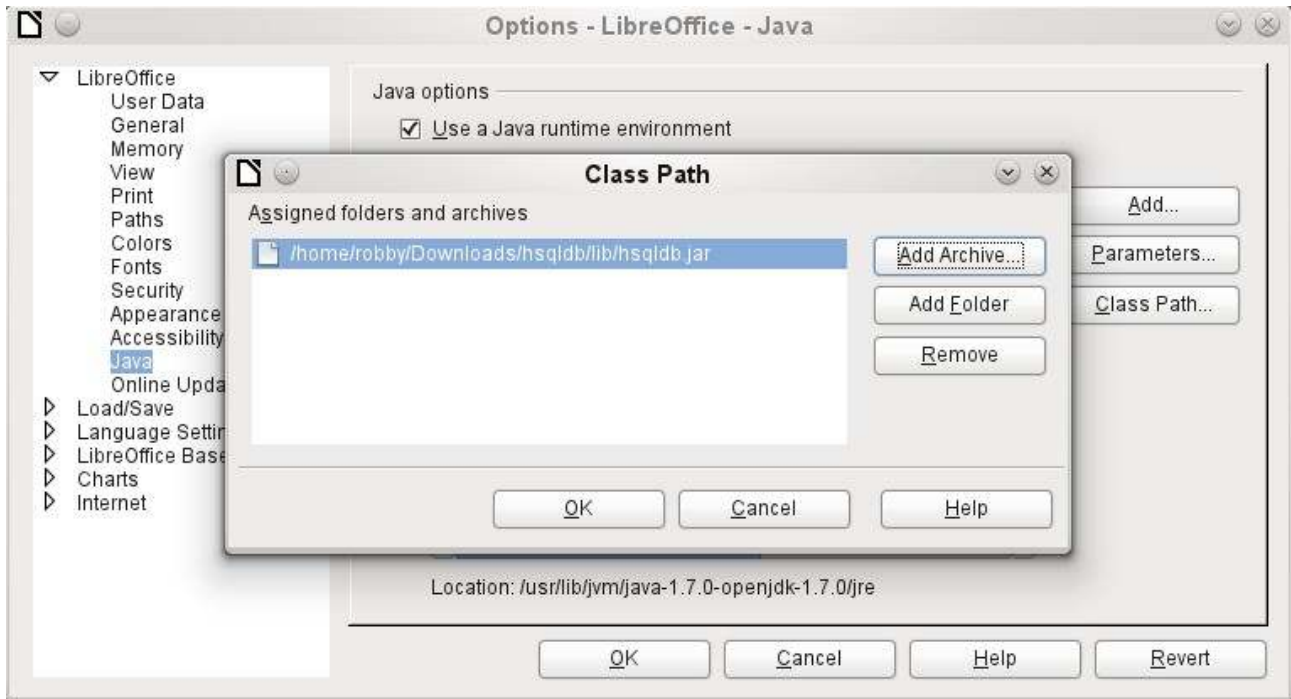 Options - LibreOffice - Java
LibreOffice
User Data
General
Memory
View
Print
Paths
Colors
Fonts
Security
Appearance
Accessibility
Java
Online Upda
Load/Save
Language Settin
LibreOffice Base
Charts
Internet
Java options
Use a Java runtime environment
Add...
Parameters...
Class Path...
Class Path
Assigned folders and archives
/home/robby/Downloads/hsqldb/lib/hsqldb.jar
Add Archive...
Add Folder
Remove
OK
Cancel
Help
Location: /usr/lib/jvm/java-1.7.0-openjdk-1.7.0/jre
OK
Cancel
Help
Revert